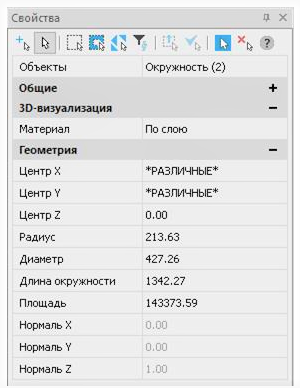 Свойства
Объекты Окружность (2)
Общие
3D-визуализация
Материал По слою
Геометрия
Центр X *РАЗЛИЧНЫЕ*
Центр Y *РАЗЛИЧНЫЕ*
Центр Z 0.00
Радиус 213.63
Диаметр 427.26
Длина окружности 1342.27
Площадь 143373.59
Нормаль X 0.00
Нормаль Y 0.00
Нормаль Z 1.00